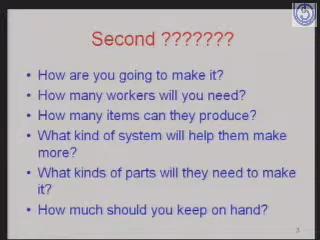 Second ???????
• How are you going to make it?
• How many workers will you need?
• How many items can they produce?
• What kind of system will help them make
more?
• What kinds of parts will they need to make
it?
• How much should you keep on hand?
3